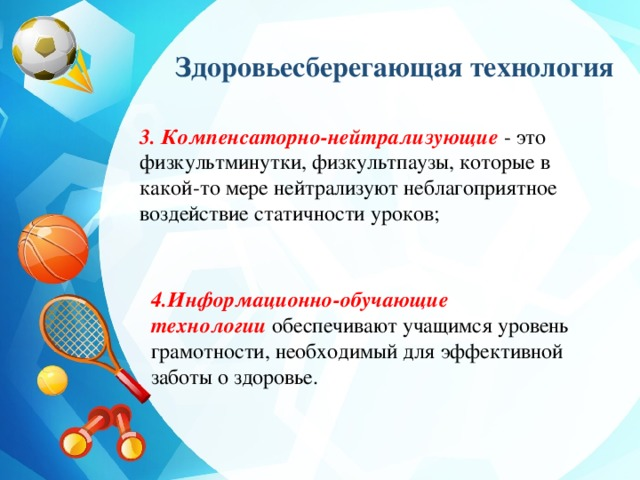 Здоровьесберегающая технология
3. Компенсаторно-нейтрализующие - это
физкультминутки, физкультпаузы, которые в
какой-то мере нейтрализуют неблагоприятное
воздействие статичности уроков;
4.Информационно-обучающие
технологии обеспечивают учащимся уровень
грамотности, необходимый для эффективной
заботы о здоровье.